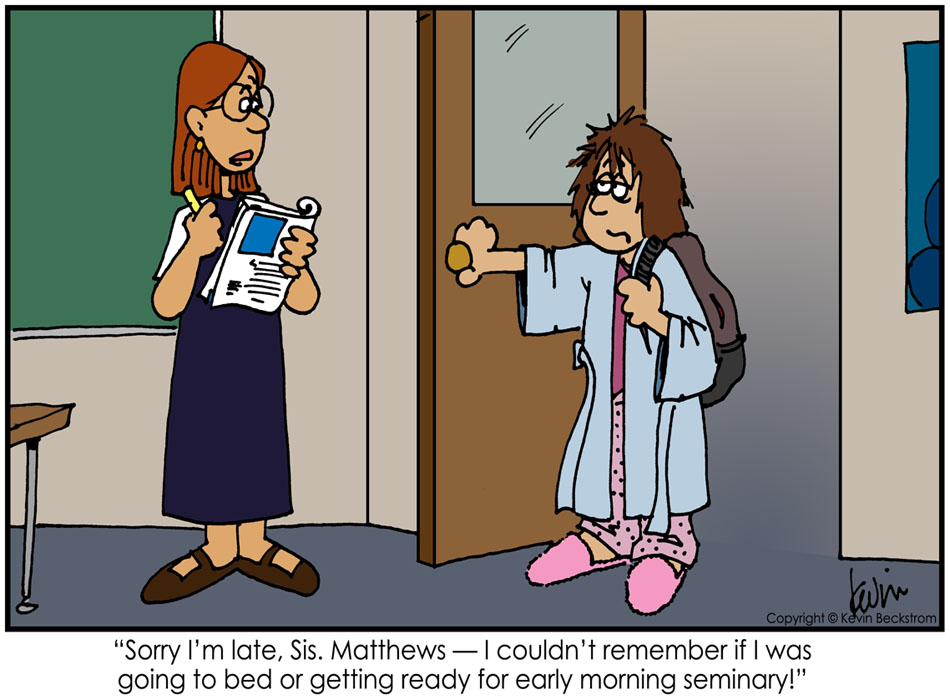 Kevin
Copyright © Kevin Beckstrom
“Sorry I’m late, Sis. Matthews — I couldn’t remember if I was
going to bed or getting ready for early morning seminary!”